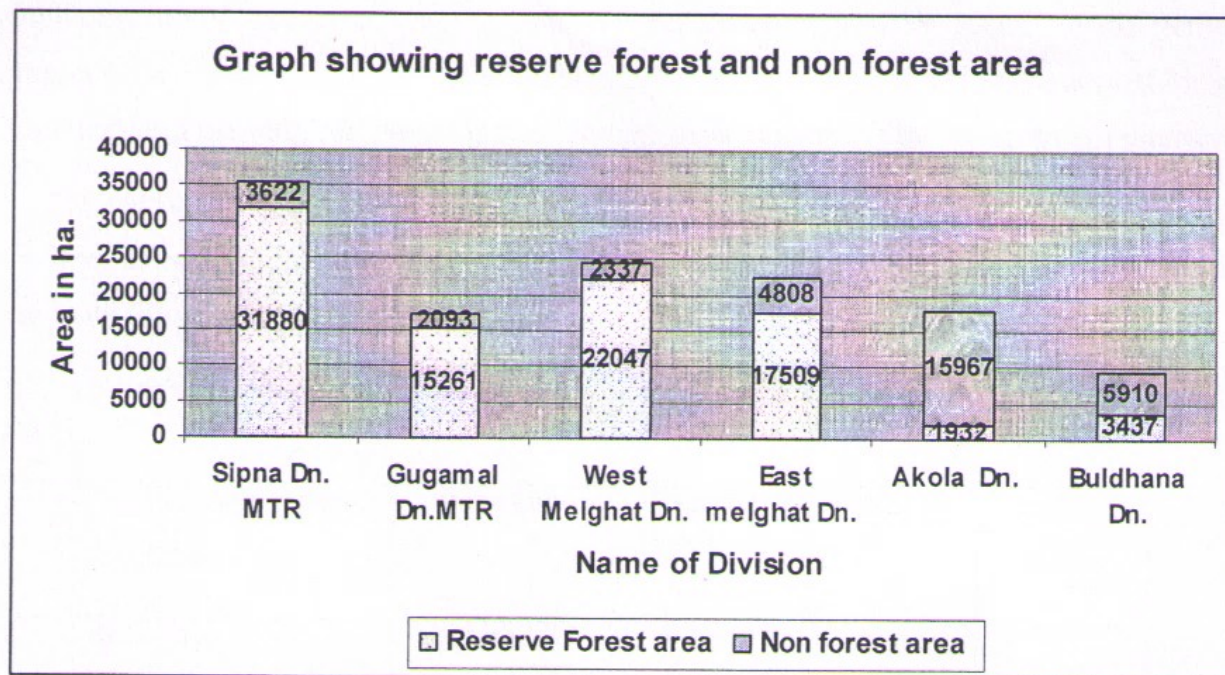 Graph showing reserve forest and non forest area
Area in ha.
40000
35000
30000
25000
20000
15000
10000
5000
0
3622
31880
2093
15261
2337
22047
4808
17509
15967
1932
5910
3437
Sipna Dn.
MTR
Gugamal
Dn.MTR
West
Melghat Dn.
East
melghat Dn.
Akola Dn.
Buldhana
Dn.
Name of Division
Reserve Forest area
Non forest area